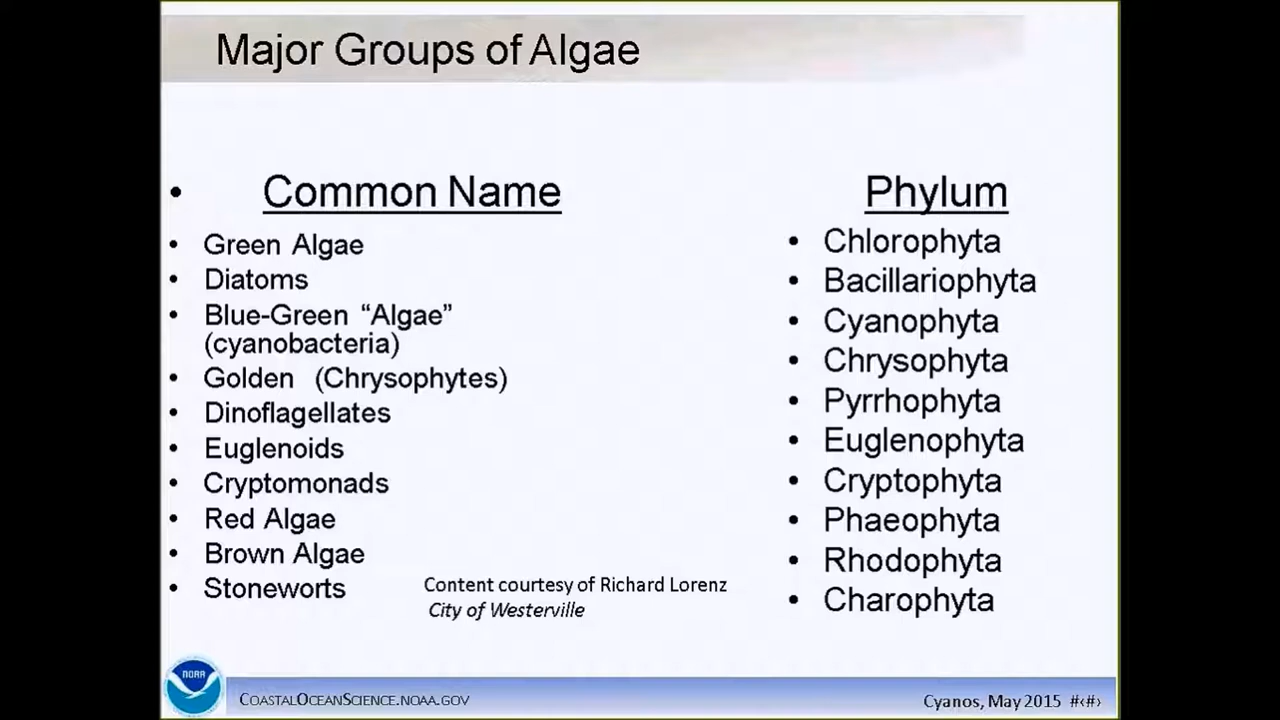 Major Groups of Algae
• Common Name
• Green Algae
• Diatoms
• Blue-Green “Algae”
(cyanobacteria)
• Golden (Chrysophytes)
• Dinoflagellates
• Euglenoids
• Cryptomonads
• Red Algae
• Brown Algae
• Stoneworts
Phylum
• Chlorophyta
• Bacillariophyta
• Cyanophyta
• Chrysophyta
• Pyrrhophyta
• Euglenophyta
• Cryptophyta
• Phaeophyta
• Rhodophyta
• Charophyta
Content courtesy of Richard Lorenz
City of Westerville
NOAA
COASTALOCEANSCIENCE.NOAA.GOV
Cyanos, May 2015 #‹#›